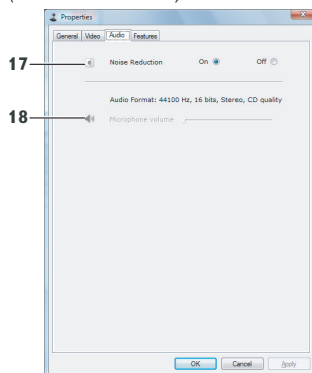 Properties
General Video Audio Features
17 Noise Reduction On Off
Audio Format: 44100 Hz, 16 bits, Stereo, CD quality
18 Microphone volume
OK Cancel Apply